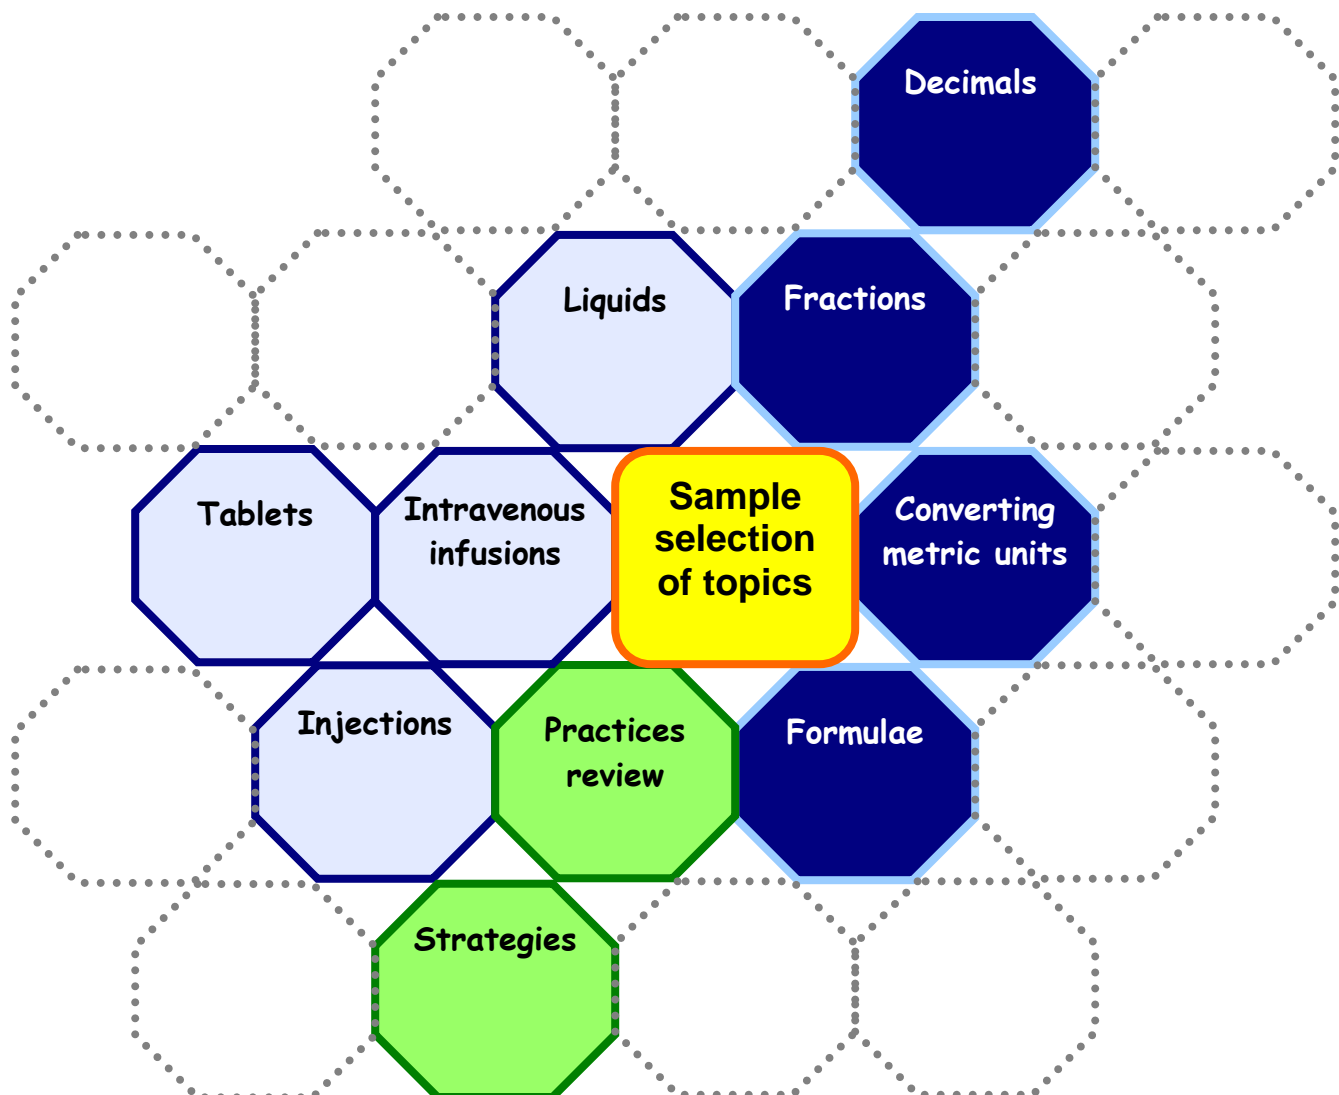 Decimals
Liquids
Fractions
Tablets
Intravenous
infusions
Sample
selection
of topics
Converting
metric units
Injections
Practices
review
Formulae
Strategies